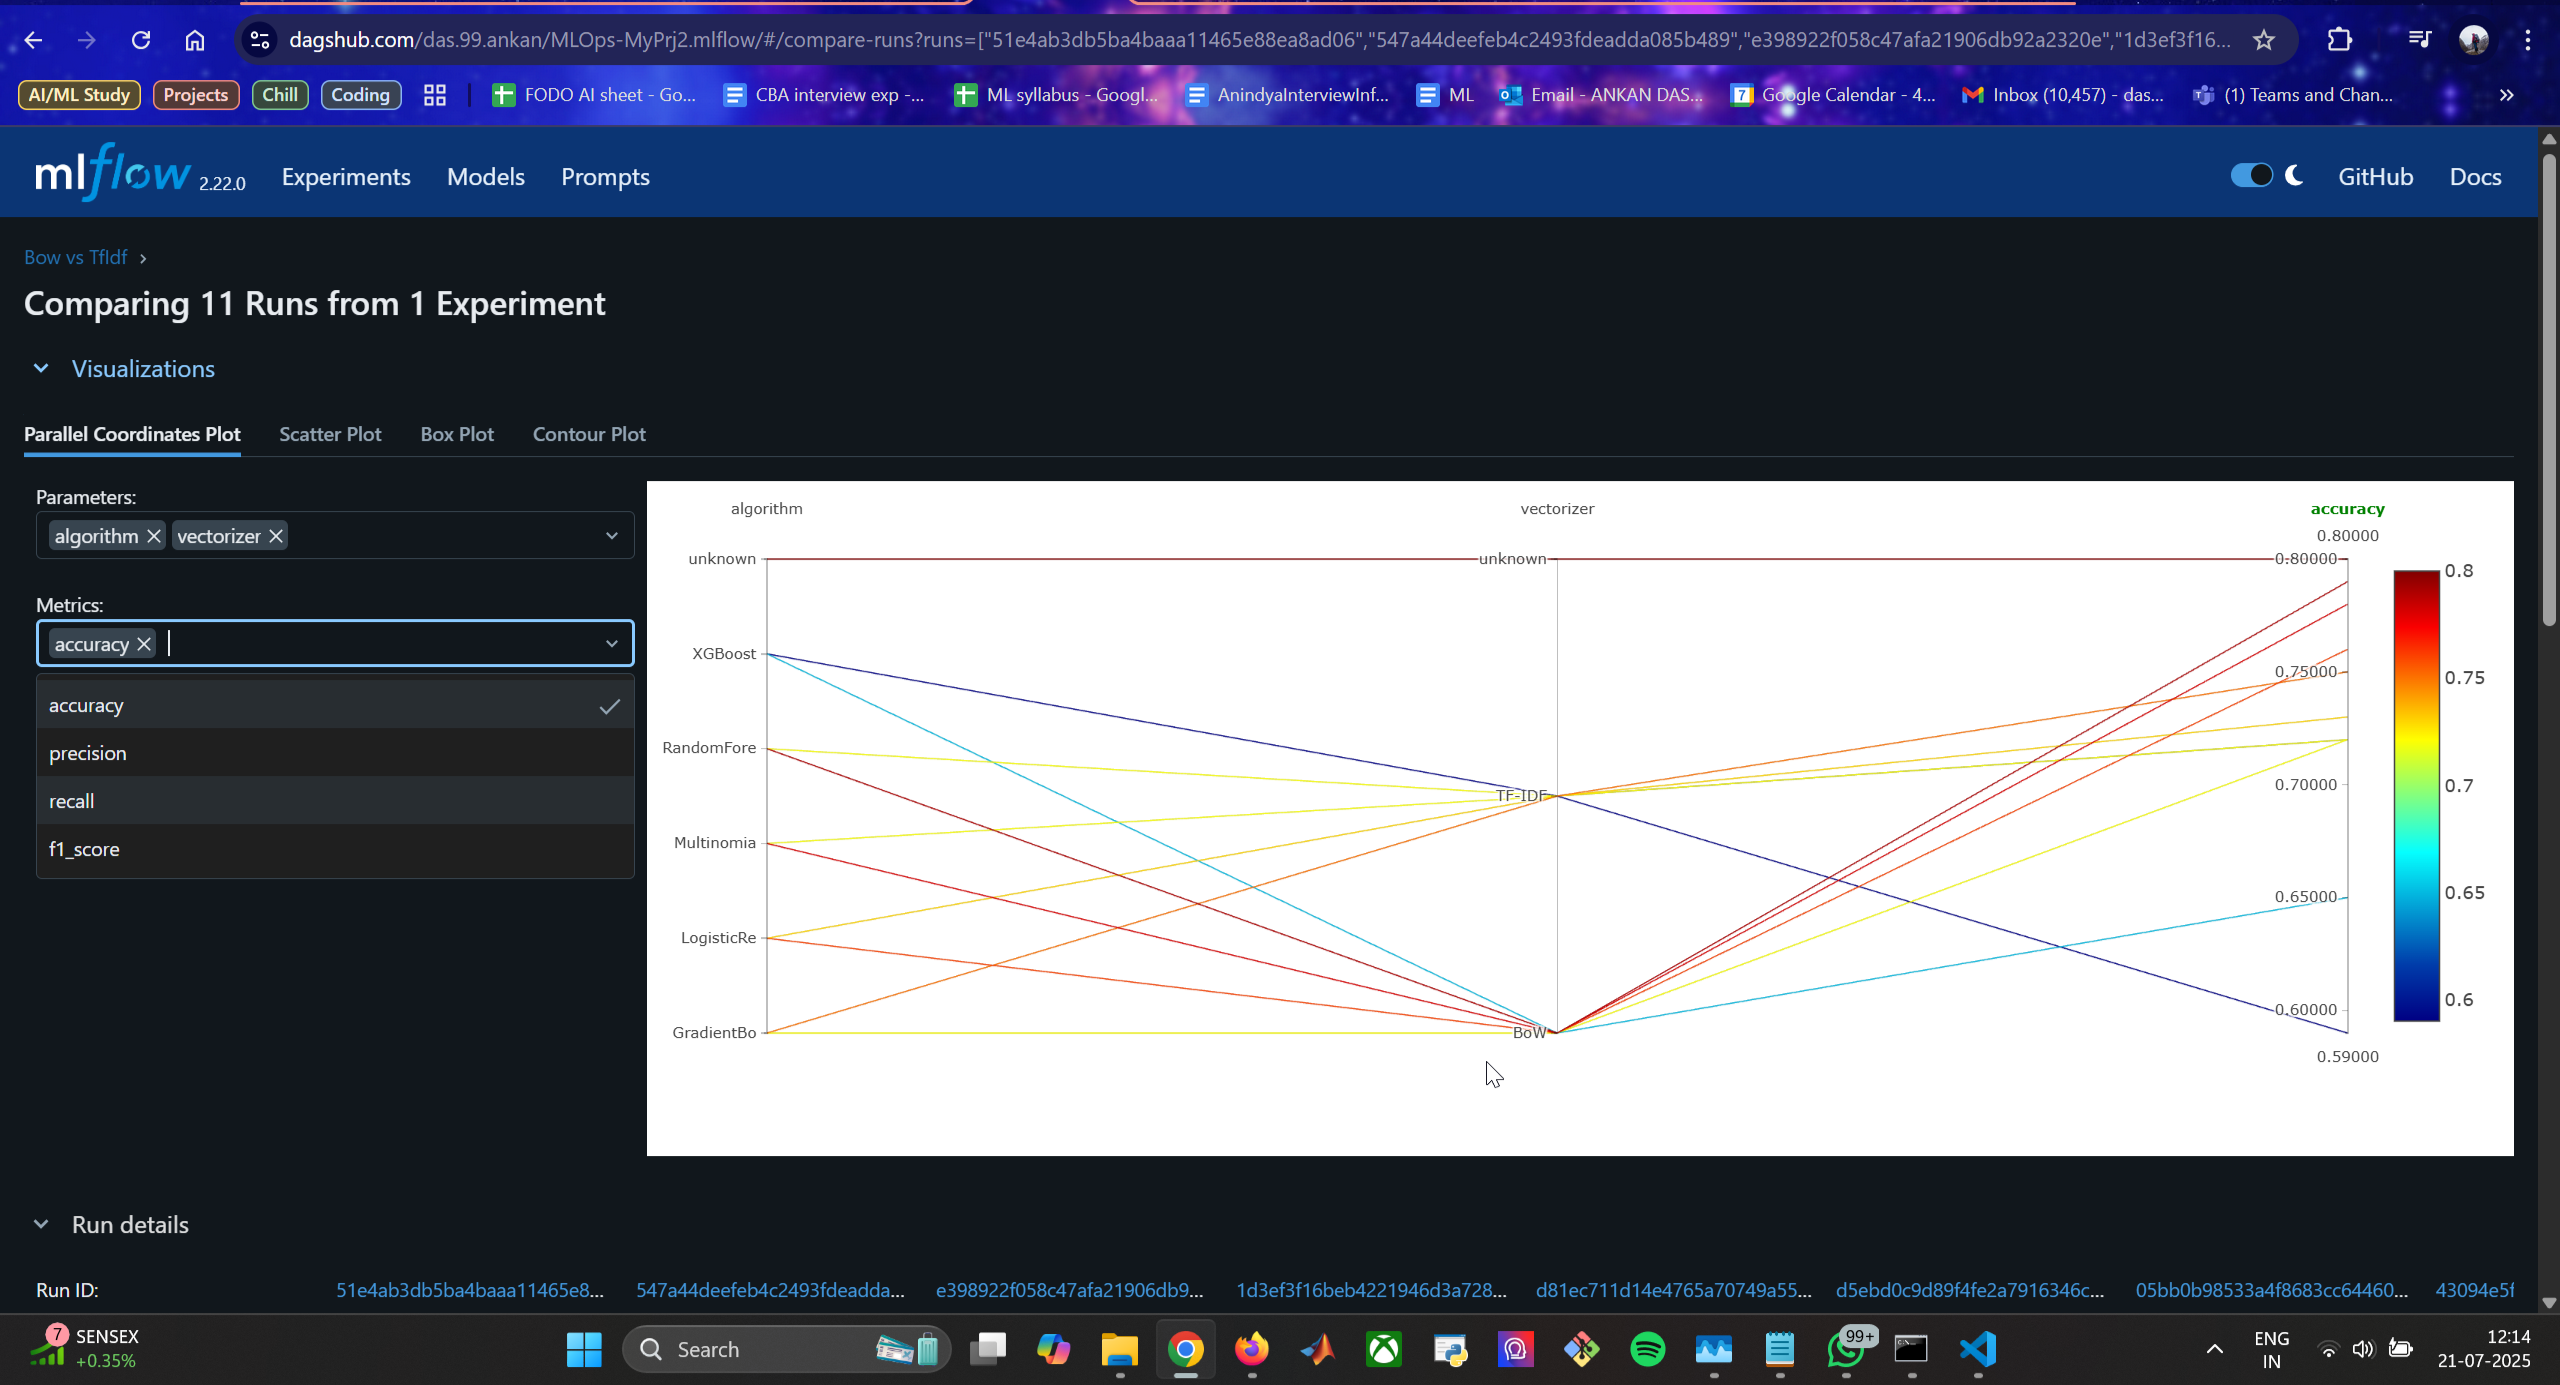 dagshub.com/das.99.ankan/MLOps-MyPrj2.mlflow/#/compare-runs?runs=["51e4ab3db5ba4baaa11465e88ea8ad06","547a44deefeb4c2493fdeadda085b489","e398922f058c47afa21906db92a2320e","1d3ef3f16...
AI/ML Study Projects Chill Coding FODO AI sheet - Go... CBA interview exp -... ML syllabus - Googl... AnindyaInterviewInf... ML Email - ANKAN DAS... Google Calendar - 4... Inbox (10,457) - das... (1) Teams and Chan...
mlflow 2.22.0 Experiments Models Prompts GitHub Docs
Bow vs TfIdf
Comparing 11 Runs from 1 Experiment
Visualizations
Parallel Coordinates Plot Scatter Plot Box Plot Contour Plot
Parameters:
algorithm vectorizer
Metrics:
accuracy
accuracy
precision
recall
f1_score
algorithm vectorizer accuracy
0.80000
unknown unknown 0.80000 0.8
XGBoost 0.75000 0.75
RandomFore
TF-IDF 0.70000 0.7
Multinomia
LogisticRe 0.65000 0.65
GradientBo BoW 0.60000 0.6
0.59000
Run details
Run ID: 51e4ab3db5ba4baaa11465e8... 547a44deefeb4c2493fdeadda... e398922f058c47afa21906db9... 1d3ef3f16beb4221946d3a728... d81ec711d14e4765a70749a55... d5ebd0c9d89f4fe2a7916346c... 05bb0b98533a4f8683cc64460... 43094e5f
7 SENSEX
+0.35%
Search
99+
ENG
IN
12:14
21-07-2025